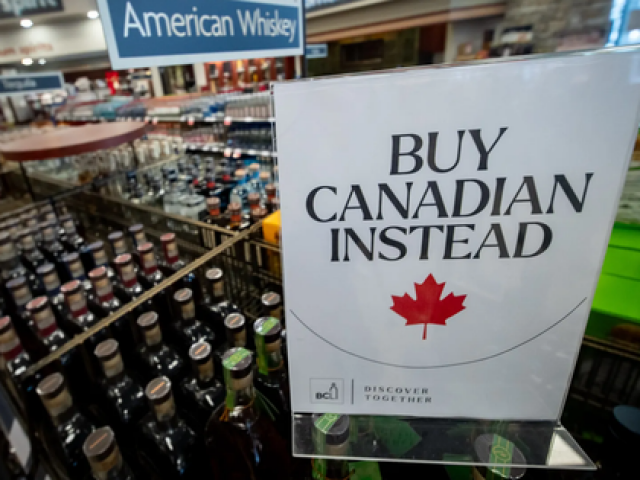 American Whiskey
BUY
CANADIAN
INSTEAD
BCL
DISCOVER
TOGETHER